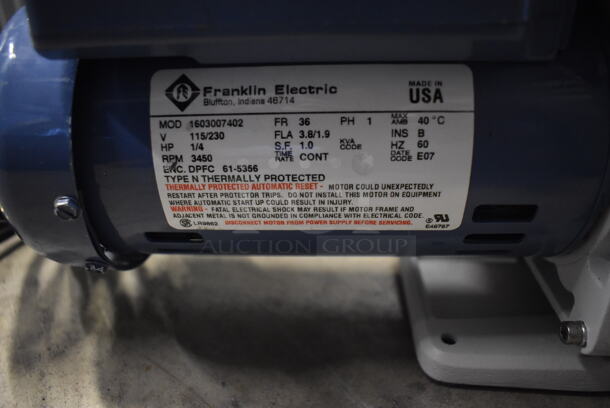 FE Franklin Electric
Bluffton, Indiana 46714
MADE IN
USA
MOD 1603007402 FR 36 PH 1 MAX AMB 40 °C
V 115/230 FLA 3.8/1.9 KVA CODE INS B
HP 1/4 S.F. 1.0 HZ 60
RPM 3450 TIME RATE CONT DATE CODE E07
ENC. DPFC 61-5356
TYPE N THERMALLY PROTECTED
THERMALLY PROTECTED AUTOMATIC RESET - MOTOR COULD UNEXPECTEDLY
RESTART AFTER PROTECTOR TRIPS. DO NOT INSTALL THIS MOTOR ON EQUIPMENT
WHERE AUTOMATIC START UP COULD RESULT IN INJURY.
WARNING - FATAL ELECTRICAL SHOCK MAY RESULT IF MOTOR FRAME AND
ADJACENT METAL IS NOT GROUNDED IN COMPLIANCE WITH ELECTRICAL CODE.
LR9862 DISCONNECT MOTOR FROM POWER SUPPLY BEFORE SERVICING. E46767
AUCTION GROUP